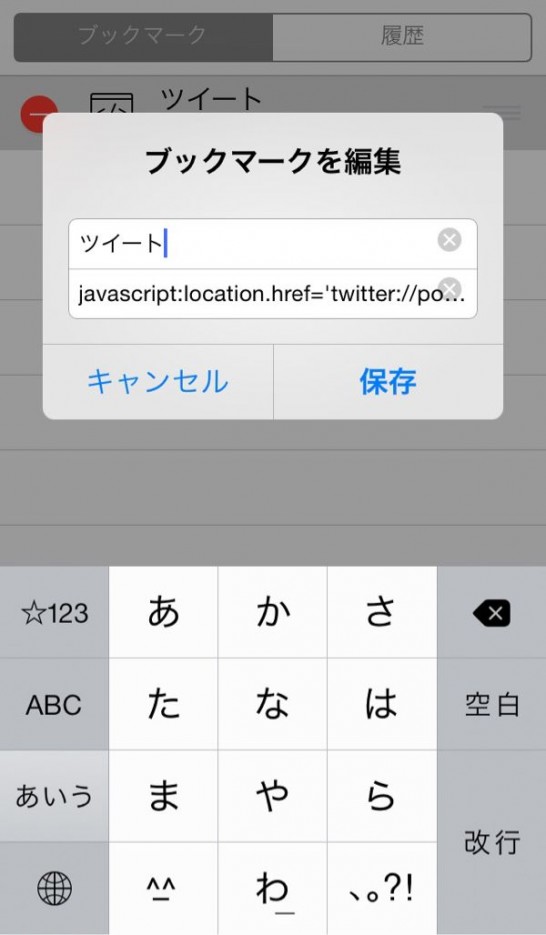 ブックマーク 履歴
ツイート
ブックマークを編集
ツイート
javascript:location.href='twitter://po…
キャンセル 保存
☆123 あ か さ
ABC た な は 空白
あいう ま や ら
改行
^^ わ_ 、。?!